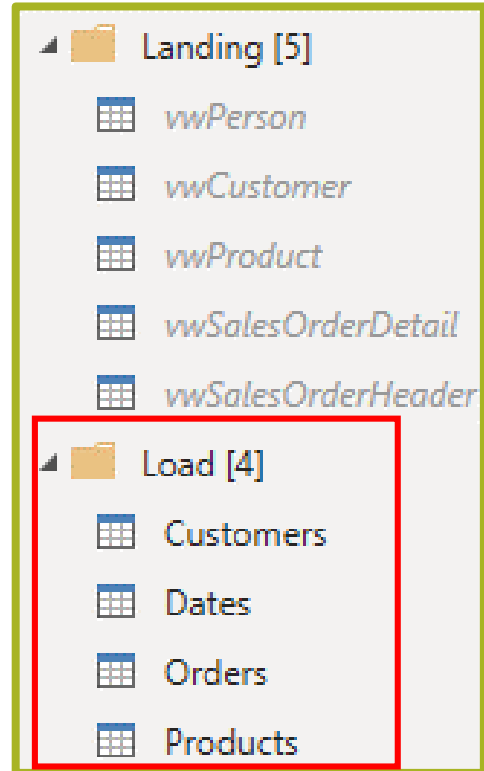 Landing [5]
vwPerson
vwCustomer
vwProduct
vwSalesOrderDetail
vwSalesOrderHeader
Load [4]
Customers
Dates
Orders
Products